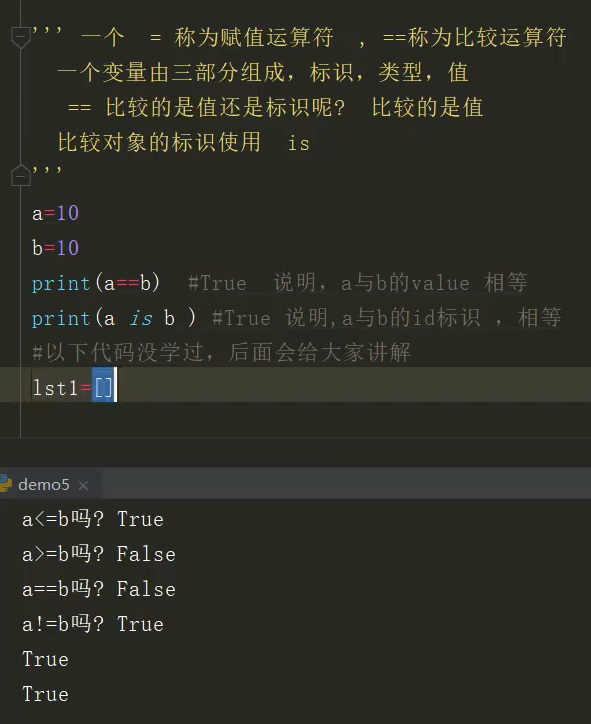 ''' 一个  = 称为赋值运算符  , ==称为比较运算符
一个变量由三部分组成，标识，类型，值
== 比较的是值还是标识呢?  比较的是值
比较对象的标识使用  is
'''
a=10
b=10
print(a==b)  #True  说明，a与b的value 相等
print(a is b ) #True 说明,a与b的id标识 ，相等
#以下代码没学过，后面会给大家讲解
lst1=[]
demo5 ×
a<=b吗? True
a>=b吗? False
a==b吗? False
a!=b吗? True
True
True